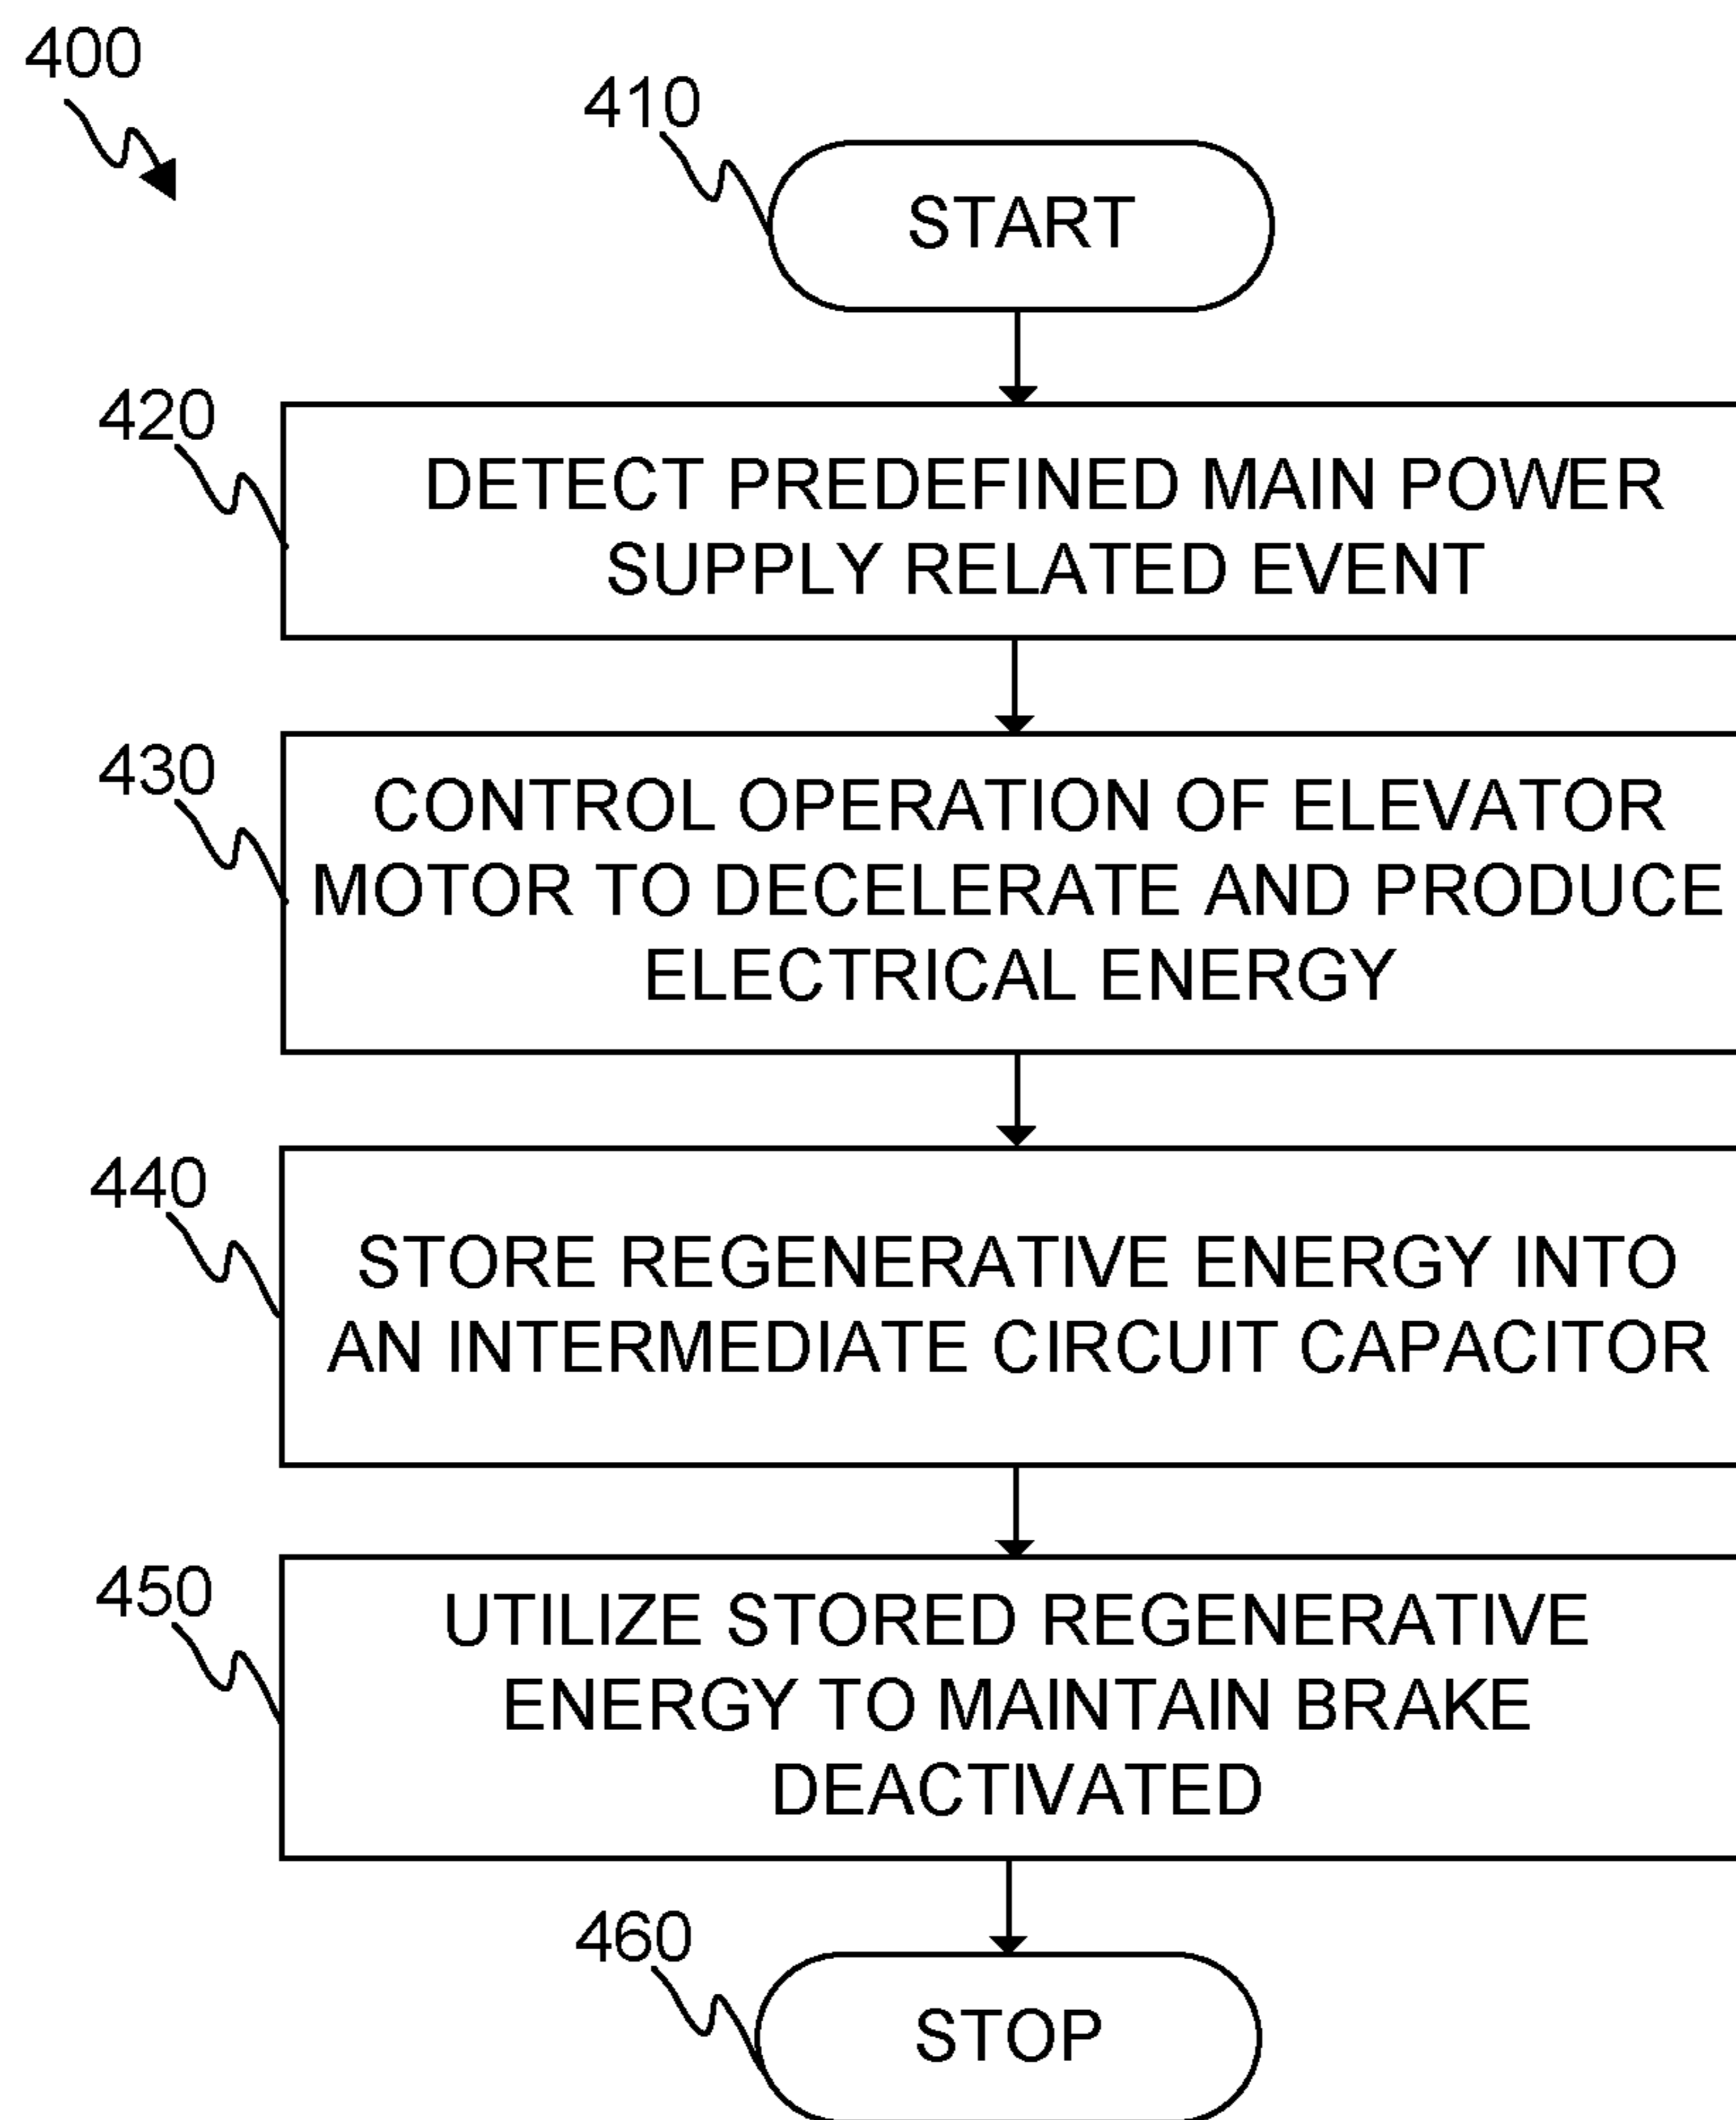 400
410
START
420
DETECT PREDEFINED MAIN POWER
SUPPLY RELATED EVENT
430
CONTROL OPERATION OF ELEVATOR
MOTOR TO DECELERATE AND PRODUCE
ELECTRICAL ENERGY
440
STORE REGENERATIVE ENERGY INTO
AN INTERMEDIATE CIRCUIT CAPACITOR
450
UTILIZE STORED REGENERATIVE
ENERGY TO MAINTAIN BRAKE
DEACTIVATED
460
STOP